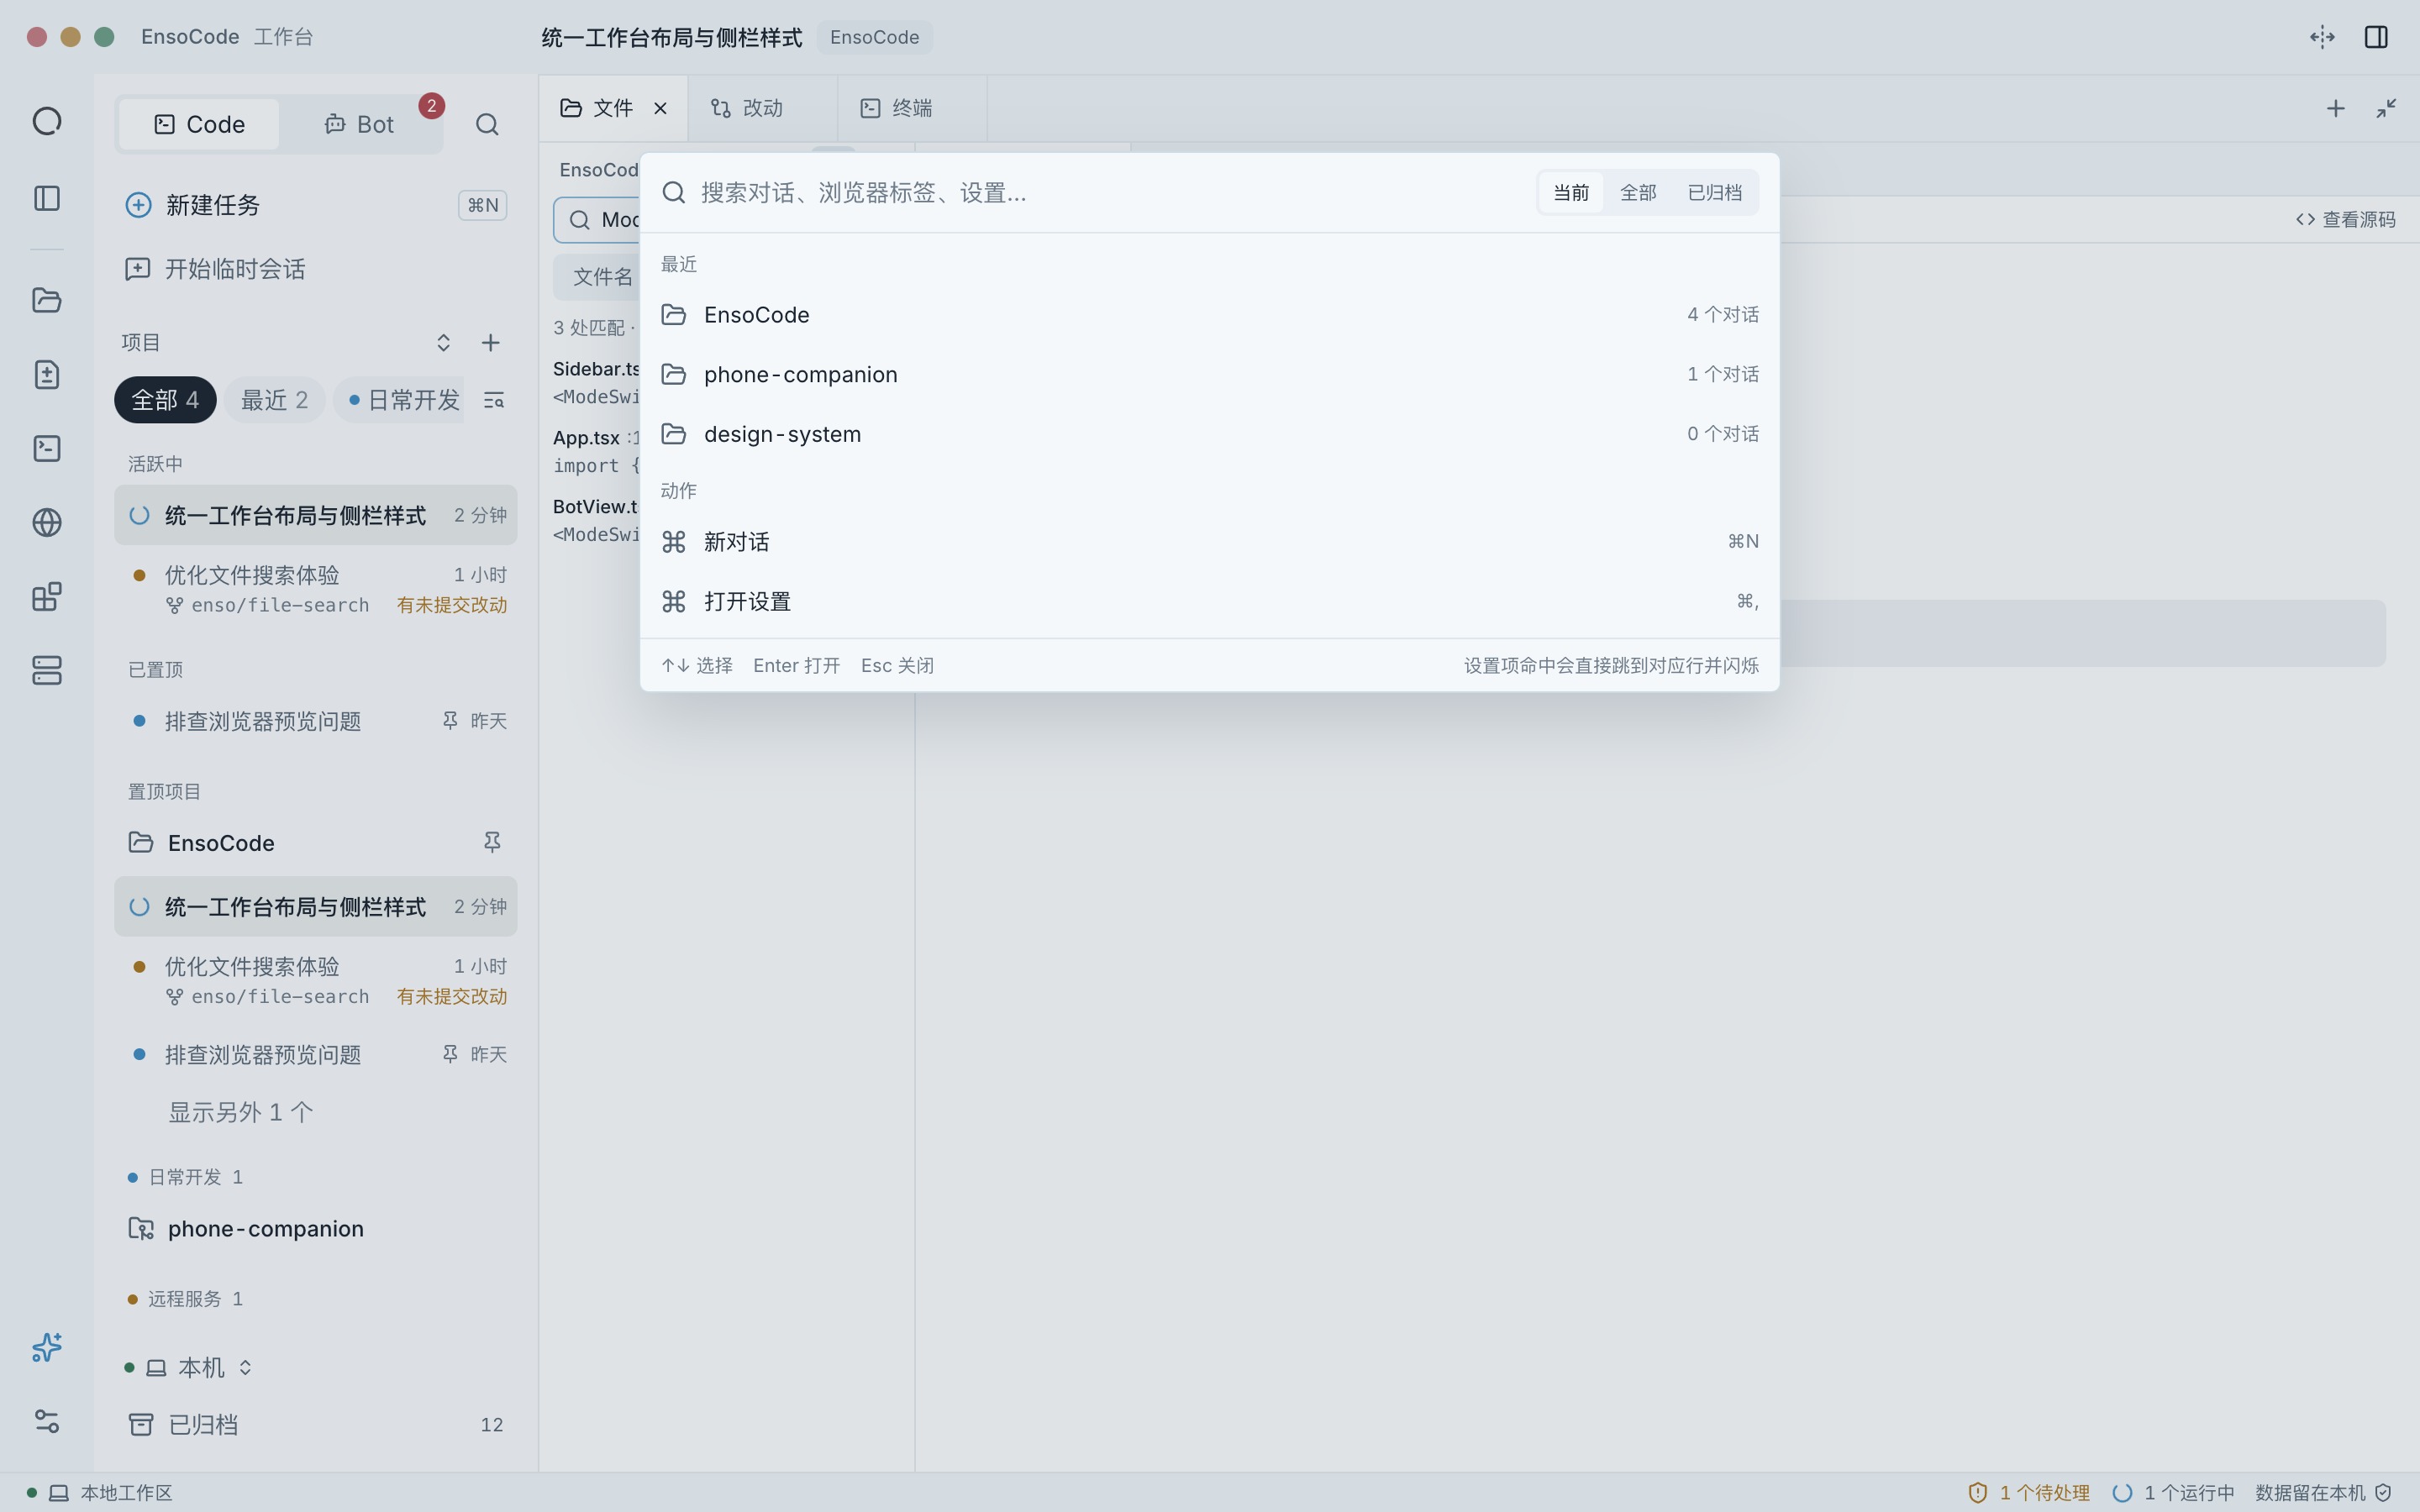 EnsoCode 工作台
统一工作台布局与侧栏样式 EnsoCode
Code
Bot
2
新建任务 ⌘N
开始临时会话
项目
全部 4
最近 2
日常开发
活跃中
统一工作台布局与侧栏样式 2 分钟
优化文件搜索体验 1 小时
enso/file-search 有未提交改动
已置顶
排查浏览器预览问题 昨天
置顶项目
EnsoCode
统一工作台布局与侧栏样式 2 分钟
优化文件搜索体验 1 小时
enso/file-search 有未提交改动
排查浏览器预览问题 昨天
显示另外 1 个
日常开发 1
phone-companion
远程服务 1
本机
已归档 12
文件
改动
终端
EnsoCod
Mod
文件名
3 处匹配 ·
Sidebar.ts
<ModeSwi
App.tsx :1
import {
BotView.t
<ModeSwi
查看源码
搜索对话、浏览器标签、设置...
当前 全部 已归档
最近
EnsoCode 4 个对话
phone-companion 1 个对话
design-system 0 个对话
动作
新对话 ⌘N
打开设置 ⌘,
↑↓ 选择 Enter 打开 Esc 关闭
设置项命中会直接跳到对应行并闪烁
本地工作区
1 个待处理
1 个运行中
数据留在本机